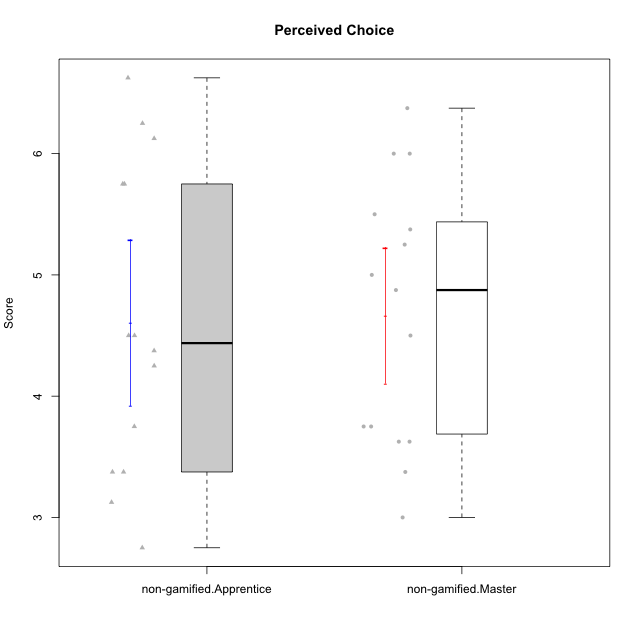 Perceived Choice
Score
6
5
4
3
non-gamified.Apprentice
non-gamified.Master